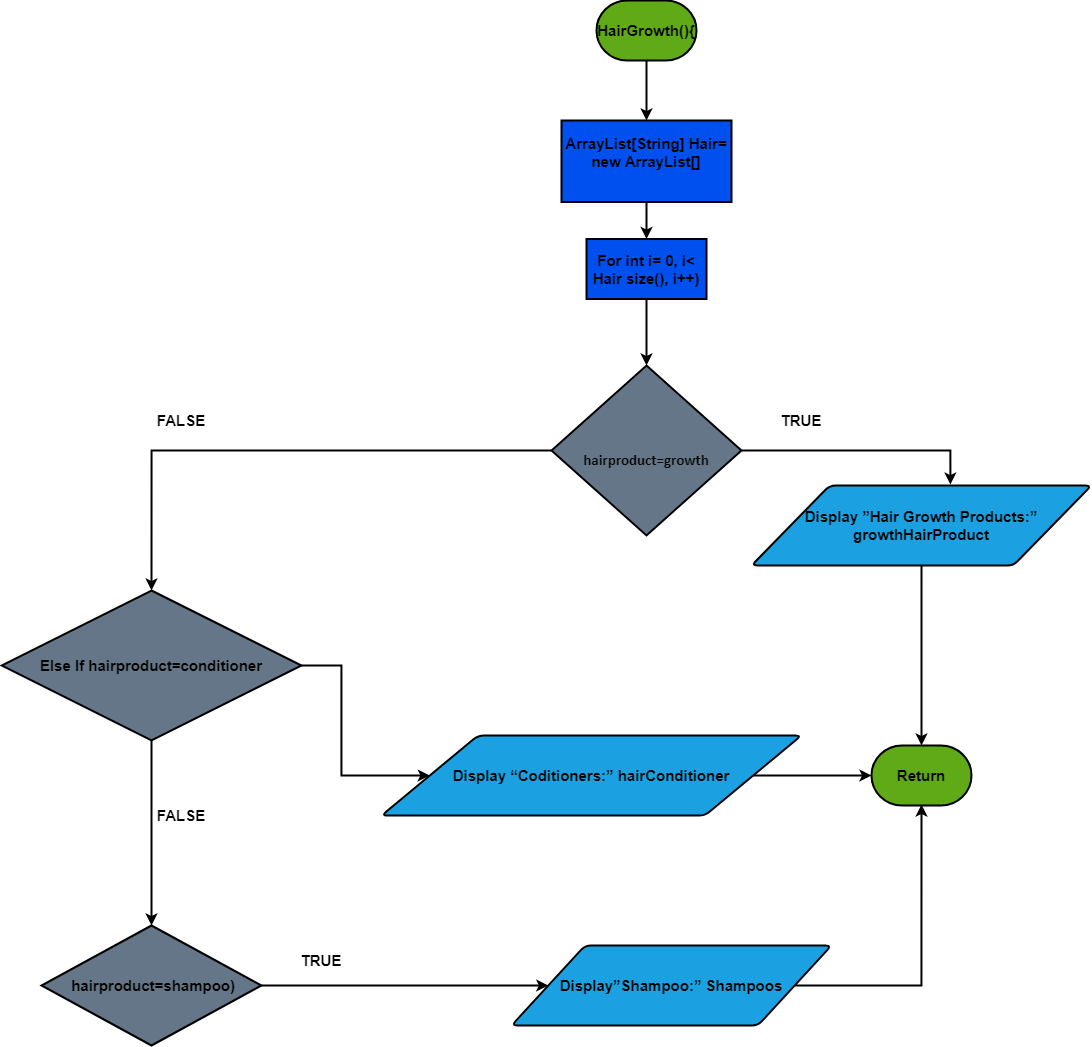 HairGrowth(){
ArrayList[String] Hair=
new ArrayList[]
For int i= 0, i<
Hair size(), i++)
FALSE
TRUE
hairproduct=growth
Display ”Hair Growth Products:”
growthHairProduct
Else If hairproduct=conditioner
Display “Coditioners:” hairConditioner
Return
FALSE
TRUE
hairproduct=shampoo)
Display”Shampoo:” Shampoos